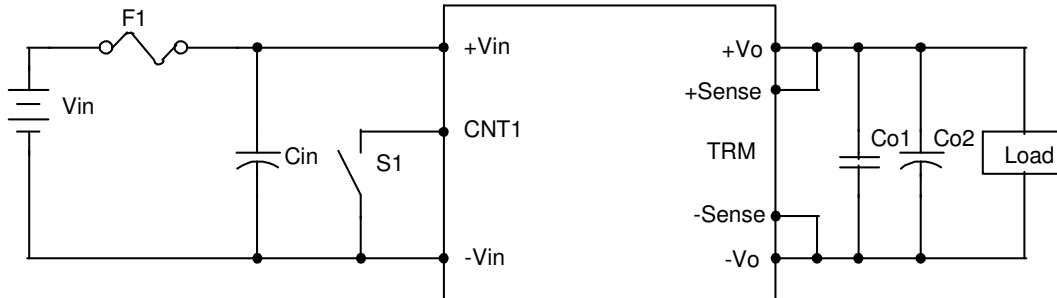 F1
+Vin
+Vo
+Sense
Vin
CNT1
Cin
S1
TRM
Co1
Co2
Load
-Sense
-Vin
-Vo